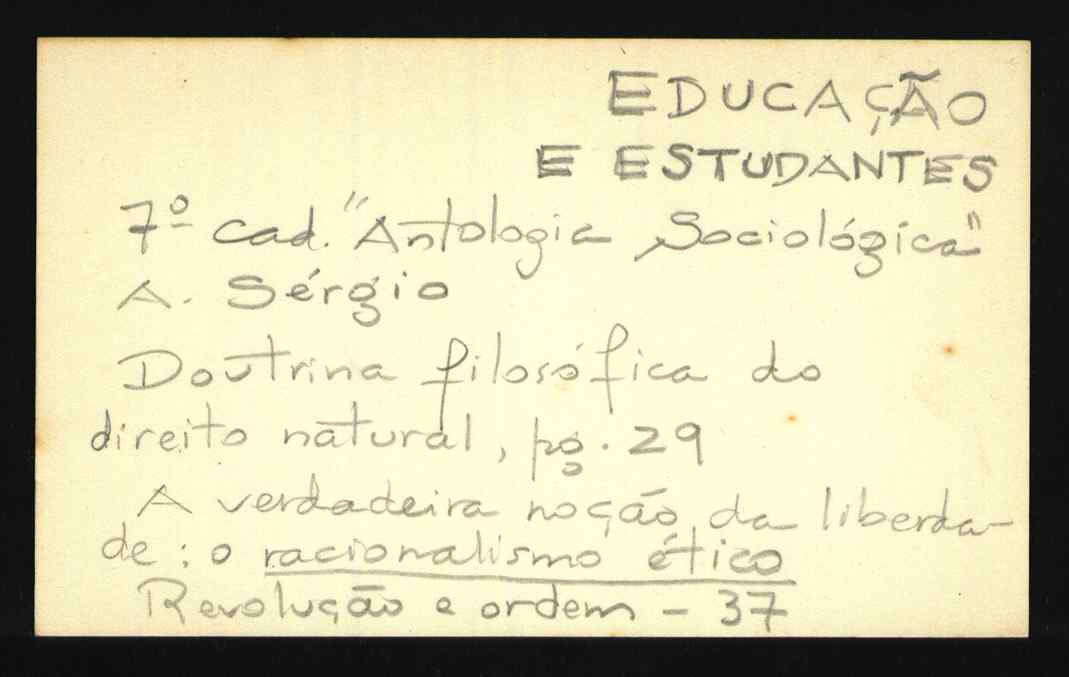 EDUCAÇÃO
E ESTUDANTES
7º cad. "Antologia Sociológica"
A. Sérgio
Doutrina filosófica do
direito natural, pg. 29
A verdadeira noção da liberda-
de: o racionalismo ético
Revolução e ordem - 37